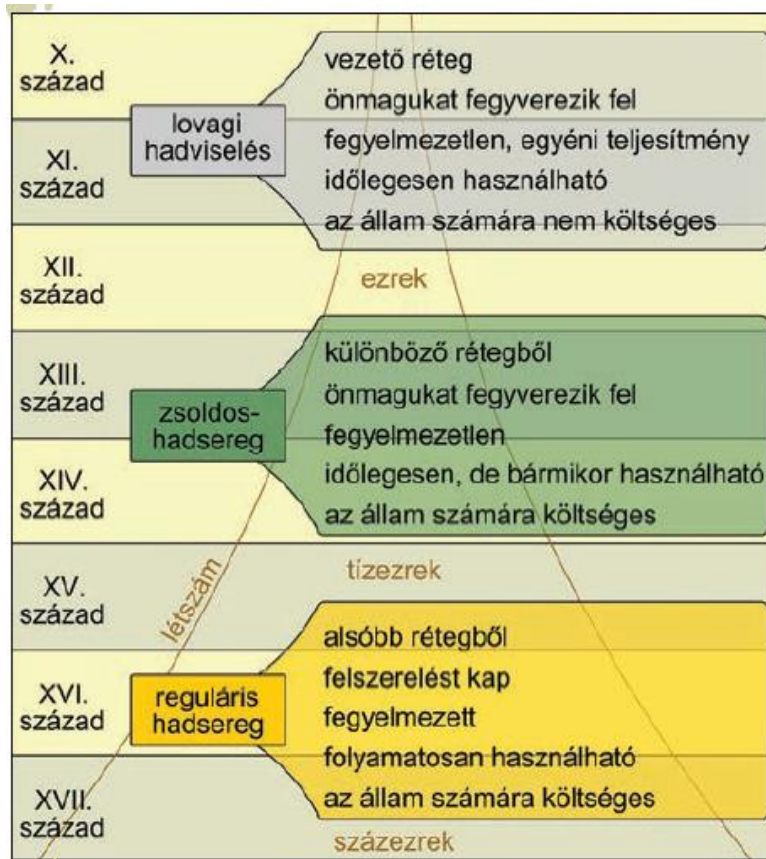 X.
század
XI.
század
XII.
század
XIII.
század
XIV.
század
XV.
század
XVI.
század
XVII.
század
lovagi
hadviselés
vezető réteg
önmagukat fegyverezik fel
fegyelmezetlen, egyéni teljesítmény
időlegesen használható
az állam számára nem költséges
ezrek
zsoldos-
hadsereg
különböző rétegből
önmagukat fegyverezik fel
fegyelmezetlen
időlegesen, de bármikor használható
az állam számára költséges
létszám
tízezrek
reguláris
hadsereg
alsóbb rétegből
felszerelést kap
fegyelmezett
folyamatosan használható
az állam számára költséges
százezrek